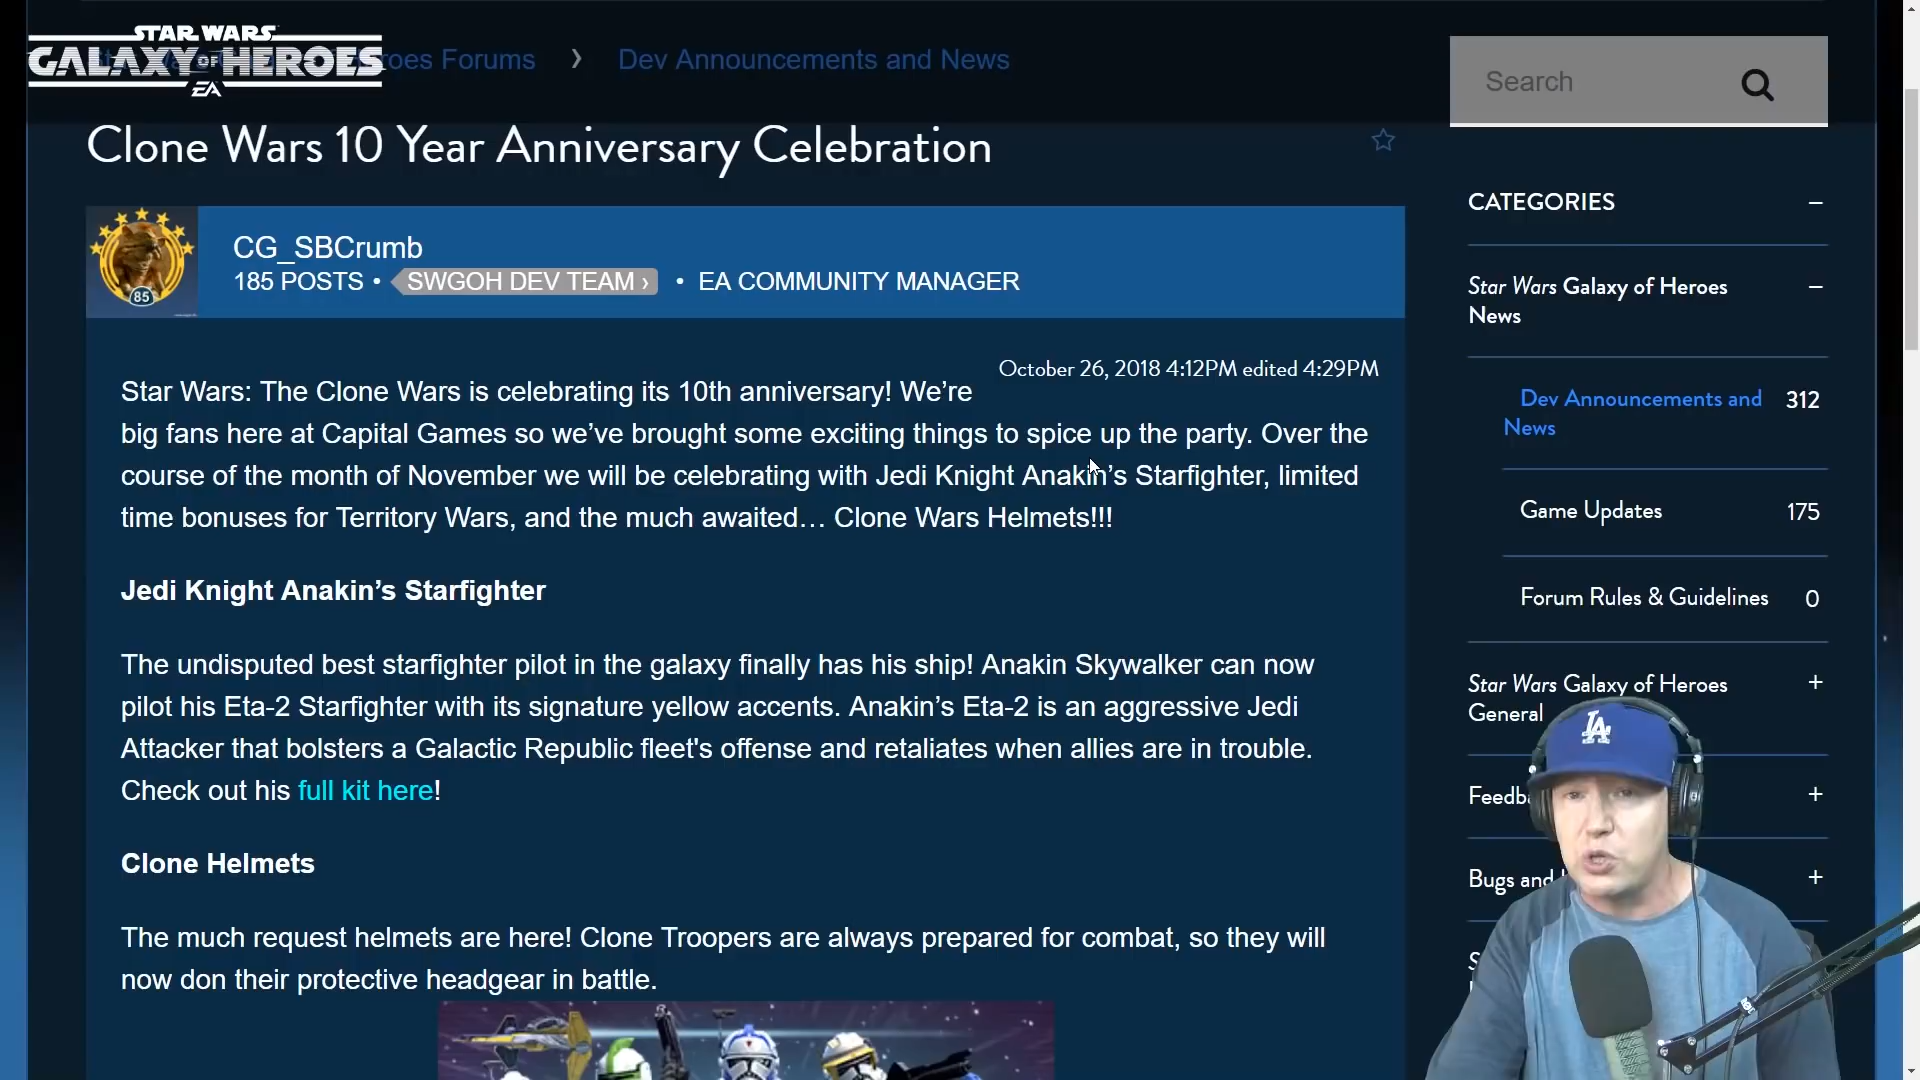 STAR WARS
GALAXY OF HEROES
EA
roes Forums › Dev Announcements and News
Search
Clone Wars 10 Year Anniversary Celebration
85
CG_SBCrumb
185 POSTS • SWGOH DEV TEAM › • EA COMMUNITY MANAGER
October 26, 2018 4:12PM edited 4:29PM
Star Wars: The Clone Wars is celebrating its 10th anniversary! We’re
big fans here at Capital Games so we’ve brought some exciting things to spice up the party. Over the
course of the month of November we will be celebrating with Jedi Knight Anakin’s Starfighter, limited
time bonuses for Territory Wars, and the much awaited… Clone Wars Helmets!!!
Jedi Knight Anakin’s Starfighter
The undisputed best starfighter pilot in the galaxy finally has his ship! Anakin Skywalker can now
pilot his Eta-2 Starfighter with its signature yellow accents. Anakin’s Eta-2 is an aggressive Jedi
Attacker that bolsters a Galactic Republic fleet's offense and retaliates when allies are in trouble.
Check out his full kit here!
Clone Helmets
The much request helmets are here! Clone Troopers are always prepared for combat, so they will
now don their protective headgear in battle.
CATEGORIES −
Star Wars Galaxy of Heroes −
News
Dev Announcements and 312
News
Game Updates 175
Forum Rules & Guidelines 0
Star Wars Galaxy of Heroes +
General
Feedba +
Bugs and +
S
LA